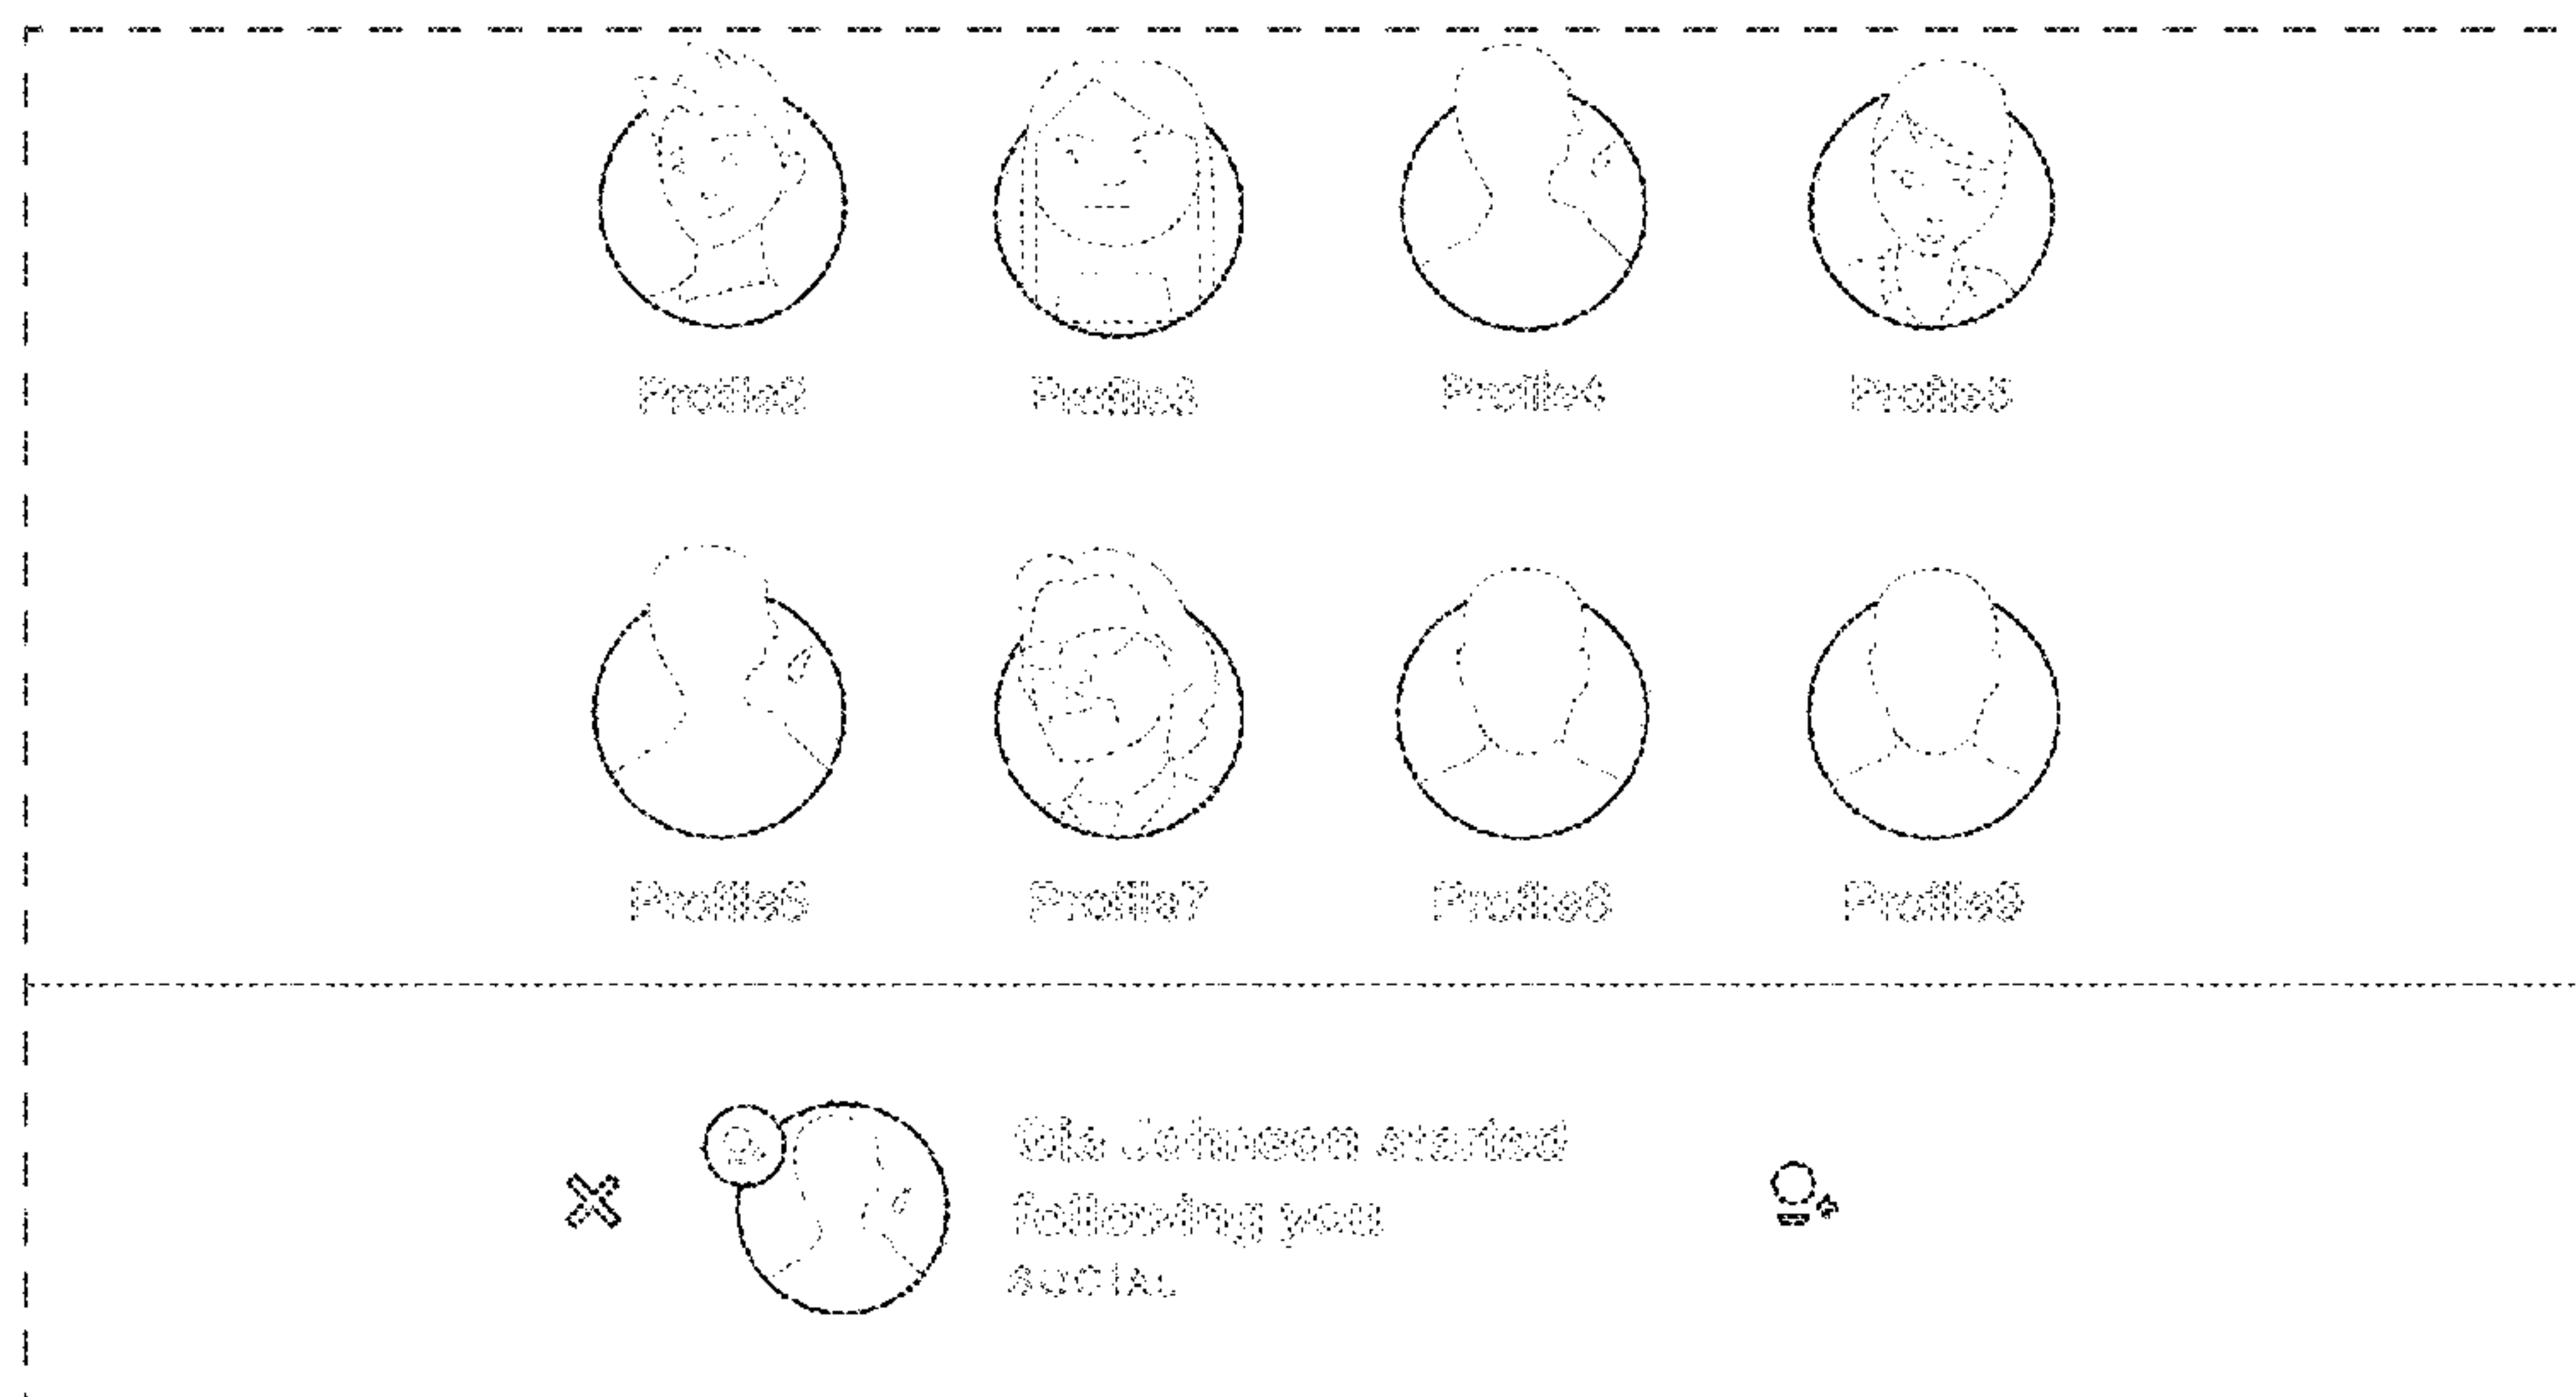 Profile2 Profile3 Profile4 Profile5
Profile6 Profile7 Profile8 Profile9
Gia Johnson started
following you
SOCIAL